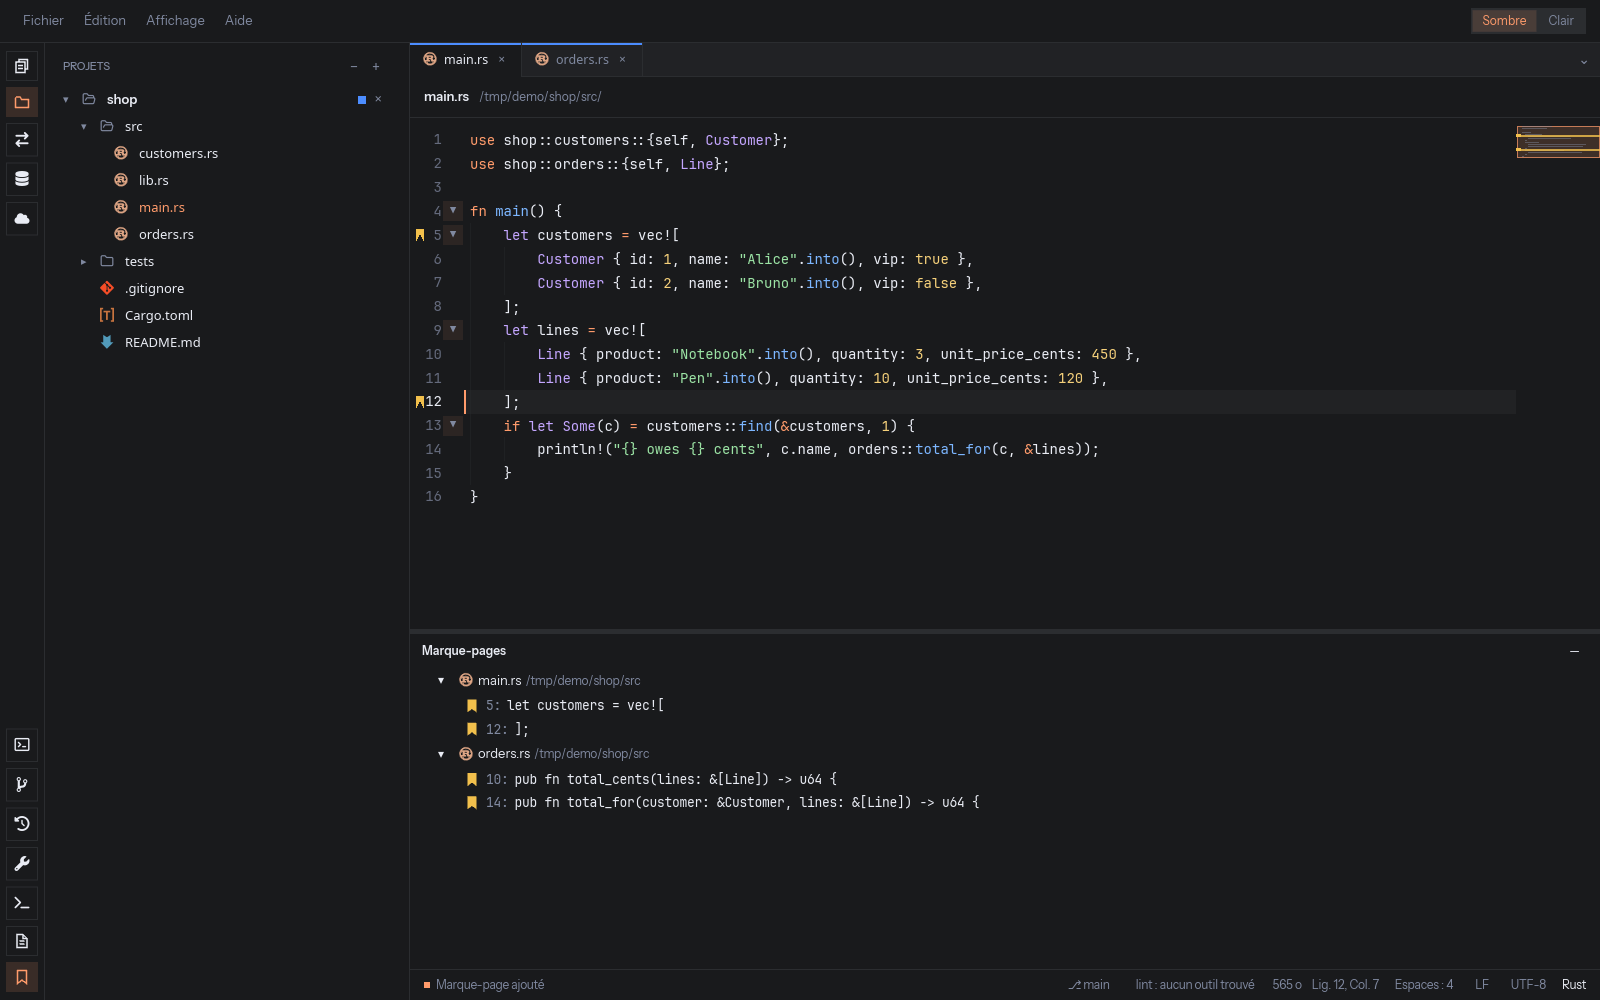 Fichier Édition Affichage Aide Sombre Clair
PROJETS
shop
src
customers.rs
lib.rs
main.rs
orders.rs
tests
.gitignore
Cargo.toml
README.md
main.rs × orders.rs ×
main.rs /tmp/demo/shop/src/
1 use shop::customers::{self, Customer};
2 use shop::orders::{self, Line};
3
4 fn main() {
5 let customers = vec![
6 Customer { id: 1, name: "Alice".into(), vip: true },
7 Customer { id: 2, name: "Bruno".into(), vip: false },
8 ];
9 let lines = vec![
10 Line { product: "Notebook".into(), quantity: 3, unit_price_cents: 450 },
11 Line { product: "Pen".into(), quantity: 10, unit_price_cents: 120 },
12 ];
13 if let Some(c) = customers::find(&customers, 1) {
14 println!("{} owes {} cents", c.name, orders::total_for(c, &lines));
15 }
16 }
Marque-pages
main.rs /tmp/demo/shop/src
5: let customers = vec![
12: ];
orders.rs /tmp/demo/shop/src
10: pub fn total_cents(lines: &[Line]) -> u64 {
14: pub fn total_for(customer: &Customer, lines: &[Line]) -> u64 {
Marque-page ajouté main lint : aucun outil trouvé 565 o Lig. 12, Col. 7 Espaces : 4 LF UTF-8 Rust